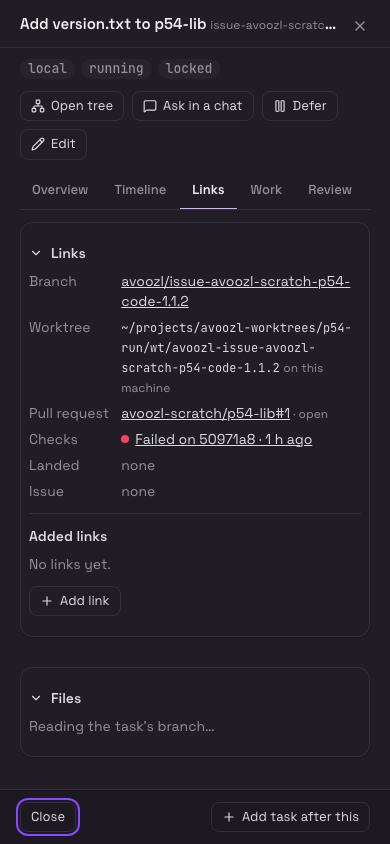 Add version.txt to p54-lib issue-avoozl-scratc...
local running locked
Open tree Ask in a chat Defer
Edit
Overview Timeline Links Work Review
Links
Branch avoozl/issue-avoozl-scratch-p54-
code-1.1.2
Worktree ~/projects/avoozl-worktrees/p54-
run/wt/avoozl-issue-avoozl-
scratch-p54-code-1.1.2 on this
machine
Pull request avoozl-scratch/p54-lib#1 · open
Checks Failed on 50971a8 · 1 h ago
Landed none
Issue none
Added links
No links yet.
+ Add link
Files
Reading the task's branch...
Close + Add task after this